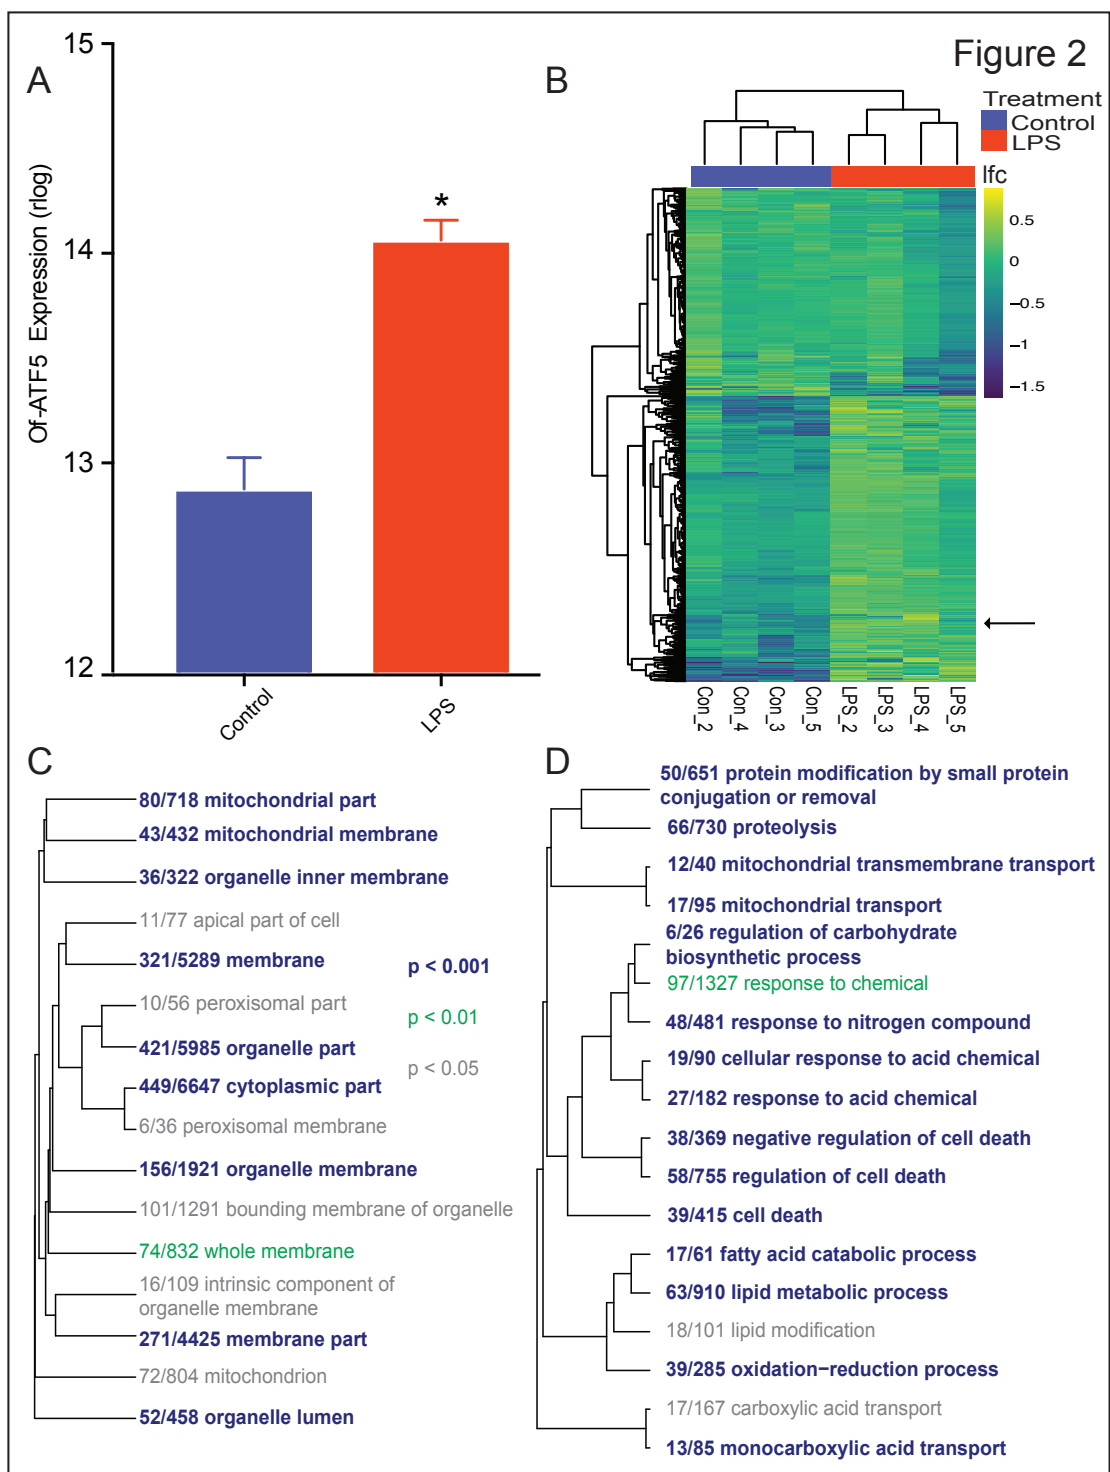 Figure 2
A
15
14
13
12
Of-ATF5 Expression (rlog)
*
Control
LPS
B
Treatment
Control
LPS
lfc
0.5
0
−0.5
−1
−1.5
Con_2
Con_4
Con_3
Con_5
LPS_2
LPS_3
LPS_4
LPS_5
C
80/718 mitochondrial part
43/432 mitochondrial membrane
36/322 organelle inner membrane
11/77 apical part of cell
321/5289 membrane
10/56 peroxisomal part
421/5985 organelle part
449/6647 cytoplasmic part
6/36 peroxisomal membrane
156/1921 organelle membrane
101/1291 bounding membrane of organelle
74/832 whole membrane
16/109 intrinsic component of
organelle membrane
271/4425 membrane part
72/804 mitochondrion
52/458 organelle lumen
p < 0.001
p < 0.01
p < 0.05
D
50/651 protein modification by small protein
conjugation or removal
66/730 proteolysis
12/40 mitochondrial transmembrane transport
17/95 mitochondrial transport
6/26 regulation of carbohydrate
biosynthetic process
97/1327 response to chemical
48/481 response to nitrogen compound
19/90 cellular response to acid chemical
27/182 response to acid chemical
38/369 negative regulation of cell death
58/755 regulation of cell death
39/415 cell death
17/61 fatty acid catabolic process
63/910 lipid metabolic process
18/101 lipid modification
39/285 oxidation−reduction process
17/167 carboxylic acid transport
13/85 monocarboxylic acid transport